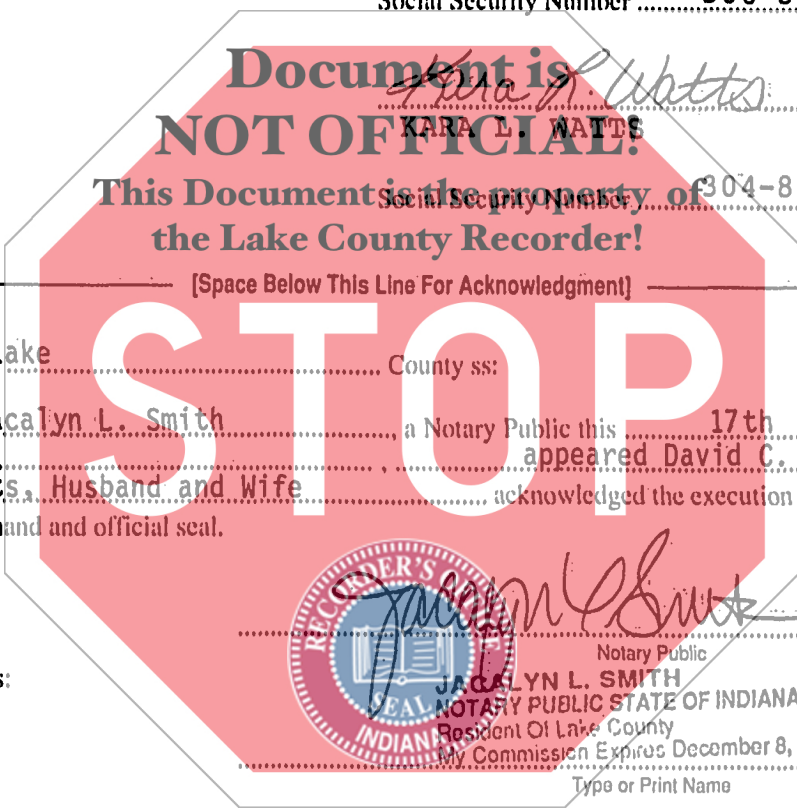 Social Security Number
Document is
Kara L Watts
NOT OFFICIAL!
KARA L. WATTS
This Document is the property of
Social Security Number 304-8
the Lake County Recorder!
[Space Below This Line For Acknowledgment]
STOP
ake County ss:
calyn L. Smith, a Notary Public this 17th
, appeared David C.
s, Husband and Wife acknowledged the execution
and and official seal.
RECORDER'S OFFICE
SEAL
INDIANA
Notary Public
s:
JACALYN L. SMITH
NOTARY PUBLIC STATE OF INDIANA
Resident Of Lake County
My Commission Expires December 8,
Type or Print Name